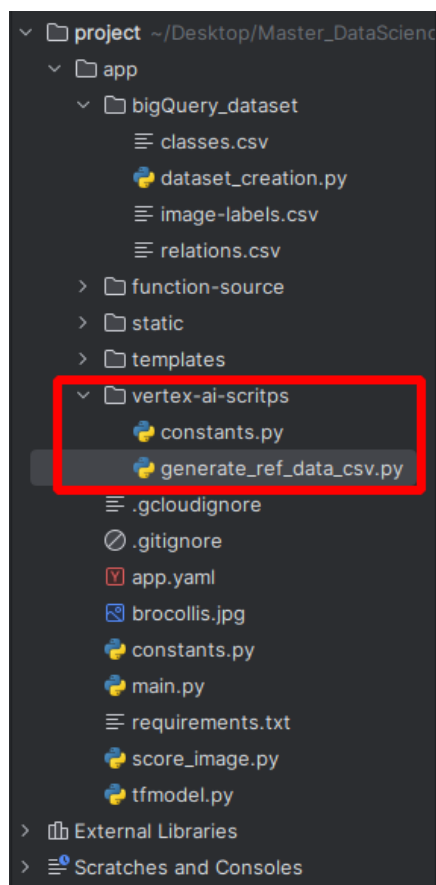 project ~/Desktop/Master_DataScienc
app
bigQuery_dataset
classes.csv
dataset_creation.py
image-labels.csv
relations.csv
function-source
static
templates
vertex-ai-scritps
constants.py
generate_ref_data_csv.py
.gcloudignore
.gitignore
Y app.yaml
brocollis.jpg
constants.py
main.py
requirements.txt
score_image.py
tfmodel.py
External Libraries
Scratches and Consoles